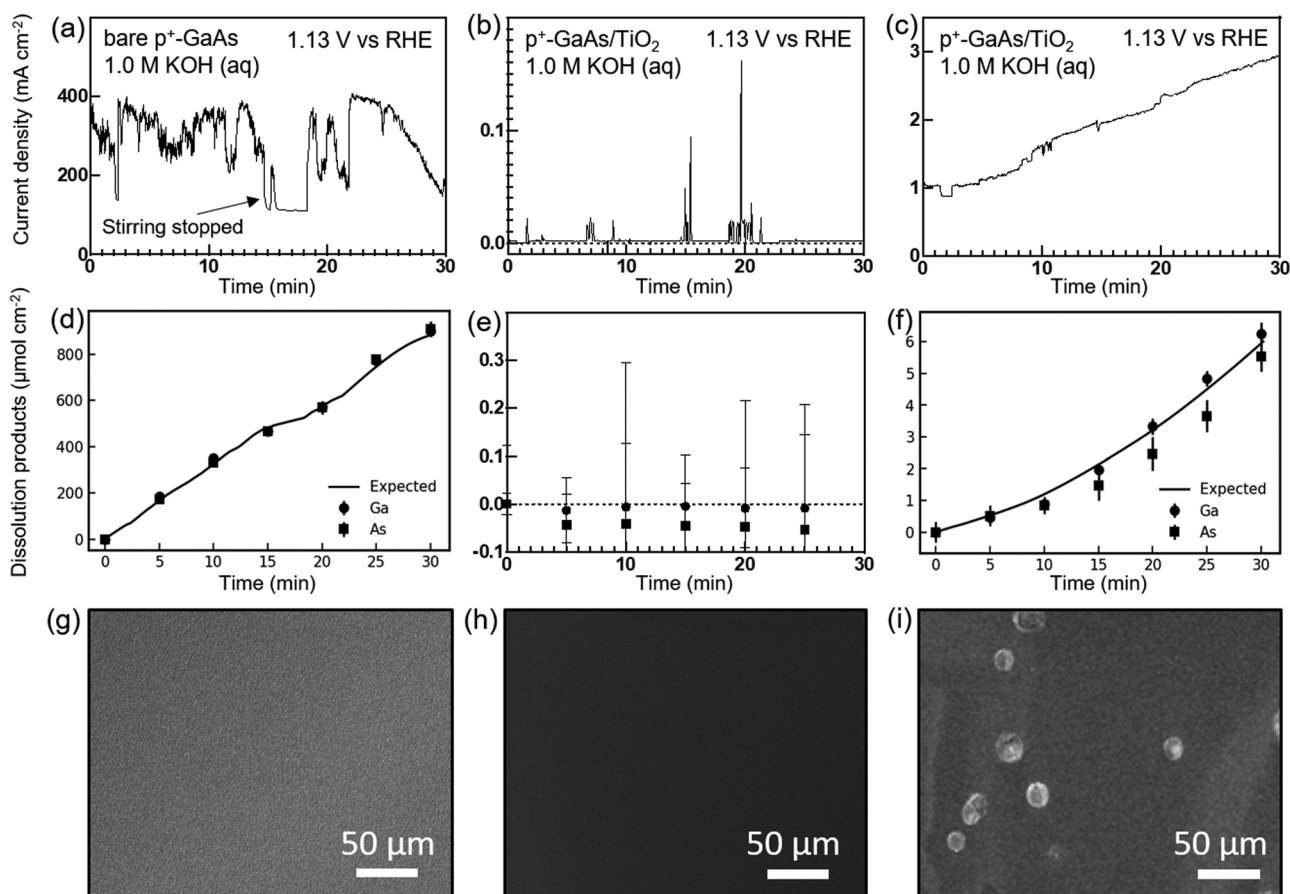 (a)
bare p⁺-GaAs
1.13 V vs RHE
1.0 M KOH (aq)
Current density (mA cm⁻²)
400
200
0
Stirring stopped
0
10
20
30
Time (min)
(b)
p⁺-GaAs/TiO₂
1.13 V vs RHE
1.0 M KOH (aq)
0.1
0.0
0
10
20
30
Time (min)
(c)
p⁺-GaAs/TiO₂
1.13 V vs RHE
1.0 M KOH (aq)
3
2
1
0
0
10
20
30
Time (min)
(d)
Dissolution products (μmol cm⁻²)
800
600
400
200
0
Expected
Ga
As
0
5
10
15
20
25
30
Time (min)
(e)
0.3
0.2
0.1
0.0
-0.1
0
10
20
30
Time (min)
(f)
6
5
4
3
2
1
0
Expected
Ga
As
0
5
10
15
20
25
30
Time (min)
(g)
50 μm
(h)
50 μm
(i)
50 μm